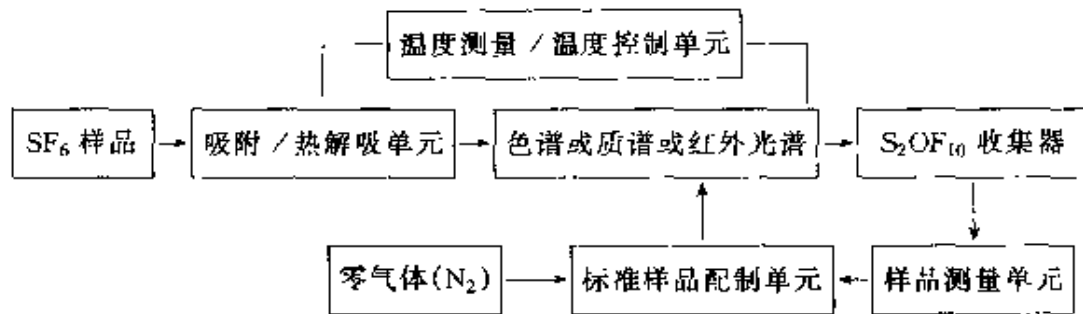 温度测量／温度控制单元
SF₆ 样品
吸附／热解吸单元
色谱或质谱或红外光谱
S₂OF₁₀ 收集器
零气体(N₂)
标准样品配制单元
样品测量单元